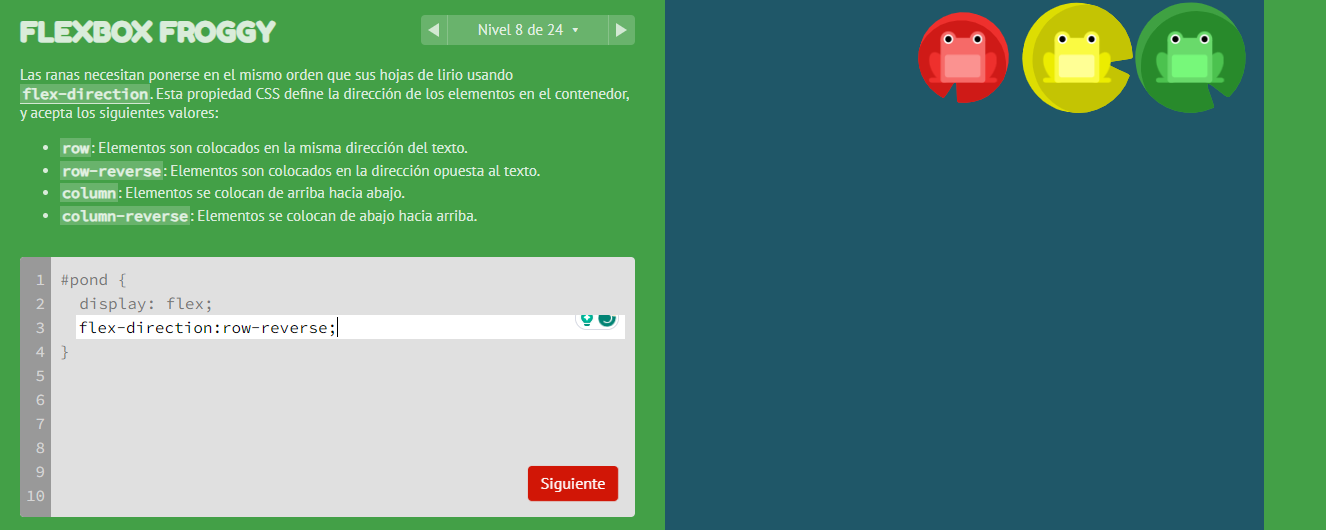 FLEXBOX FROGGY
Nivel 8 de 24
Las ranas necesitan ponerse en el mismo orden que sus hojas de lirio usando
flex-direction. Esta propiedad CSS define la dirección de los elementos en el contenedor,
y acepta los siguientes valores:
• row: Elementos son colocados en la misma dirección del texto.
• row-reverse: Elementos son colocados en la dirección opuesta al texto.
• column: Elementos se colocan de arriba hacia abajo.
• column-reverse: Elementos se colocan de abajo hacia arriba.
1 #pond {
2 display: flex;
3 flex-direction:row-reverse;
4 }
5
6
7
8
9
10
Siguiente